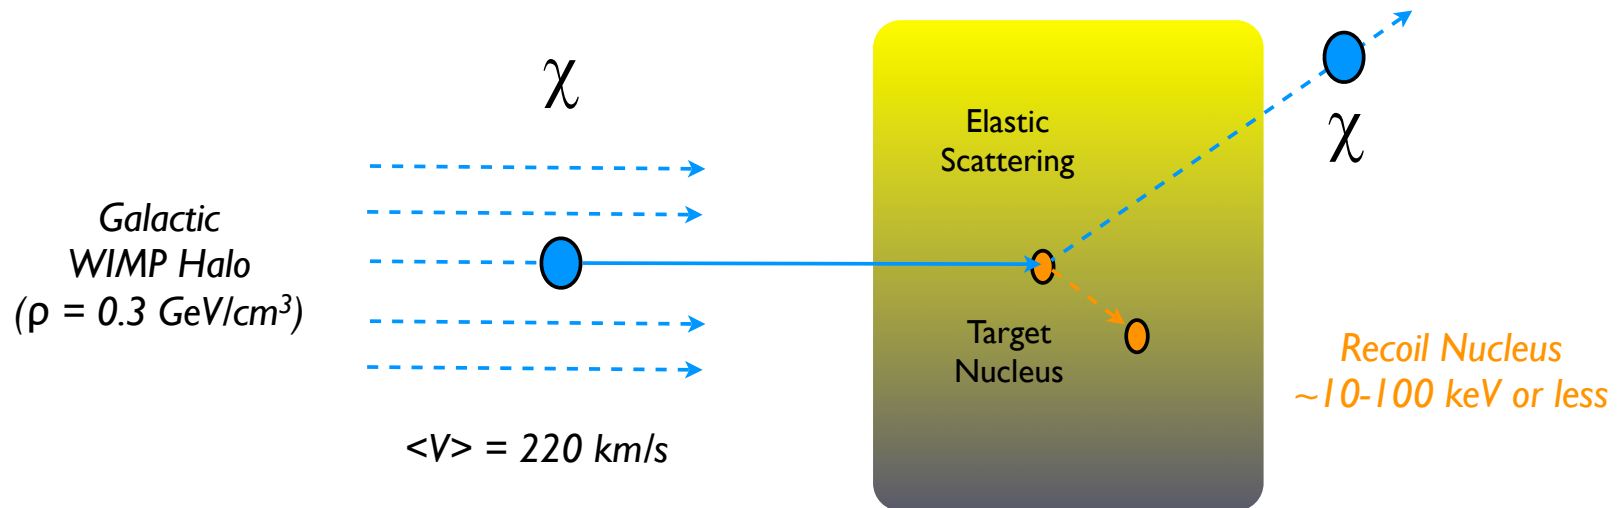 χ
Galactic
WIMP Halo
(ρ = 0.3 GeV/cm³)
<V> = 220 km/s
Elastic
Scattering
Target
Nucleus
χ
Recoil Nucleus
~10-100 keV or less